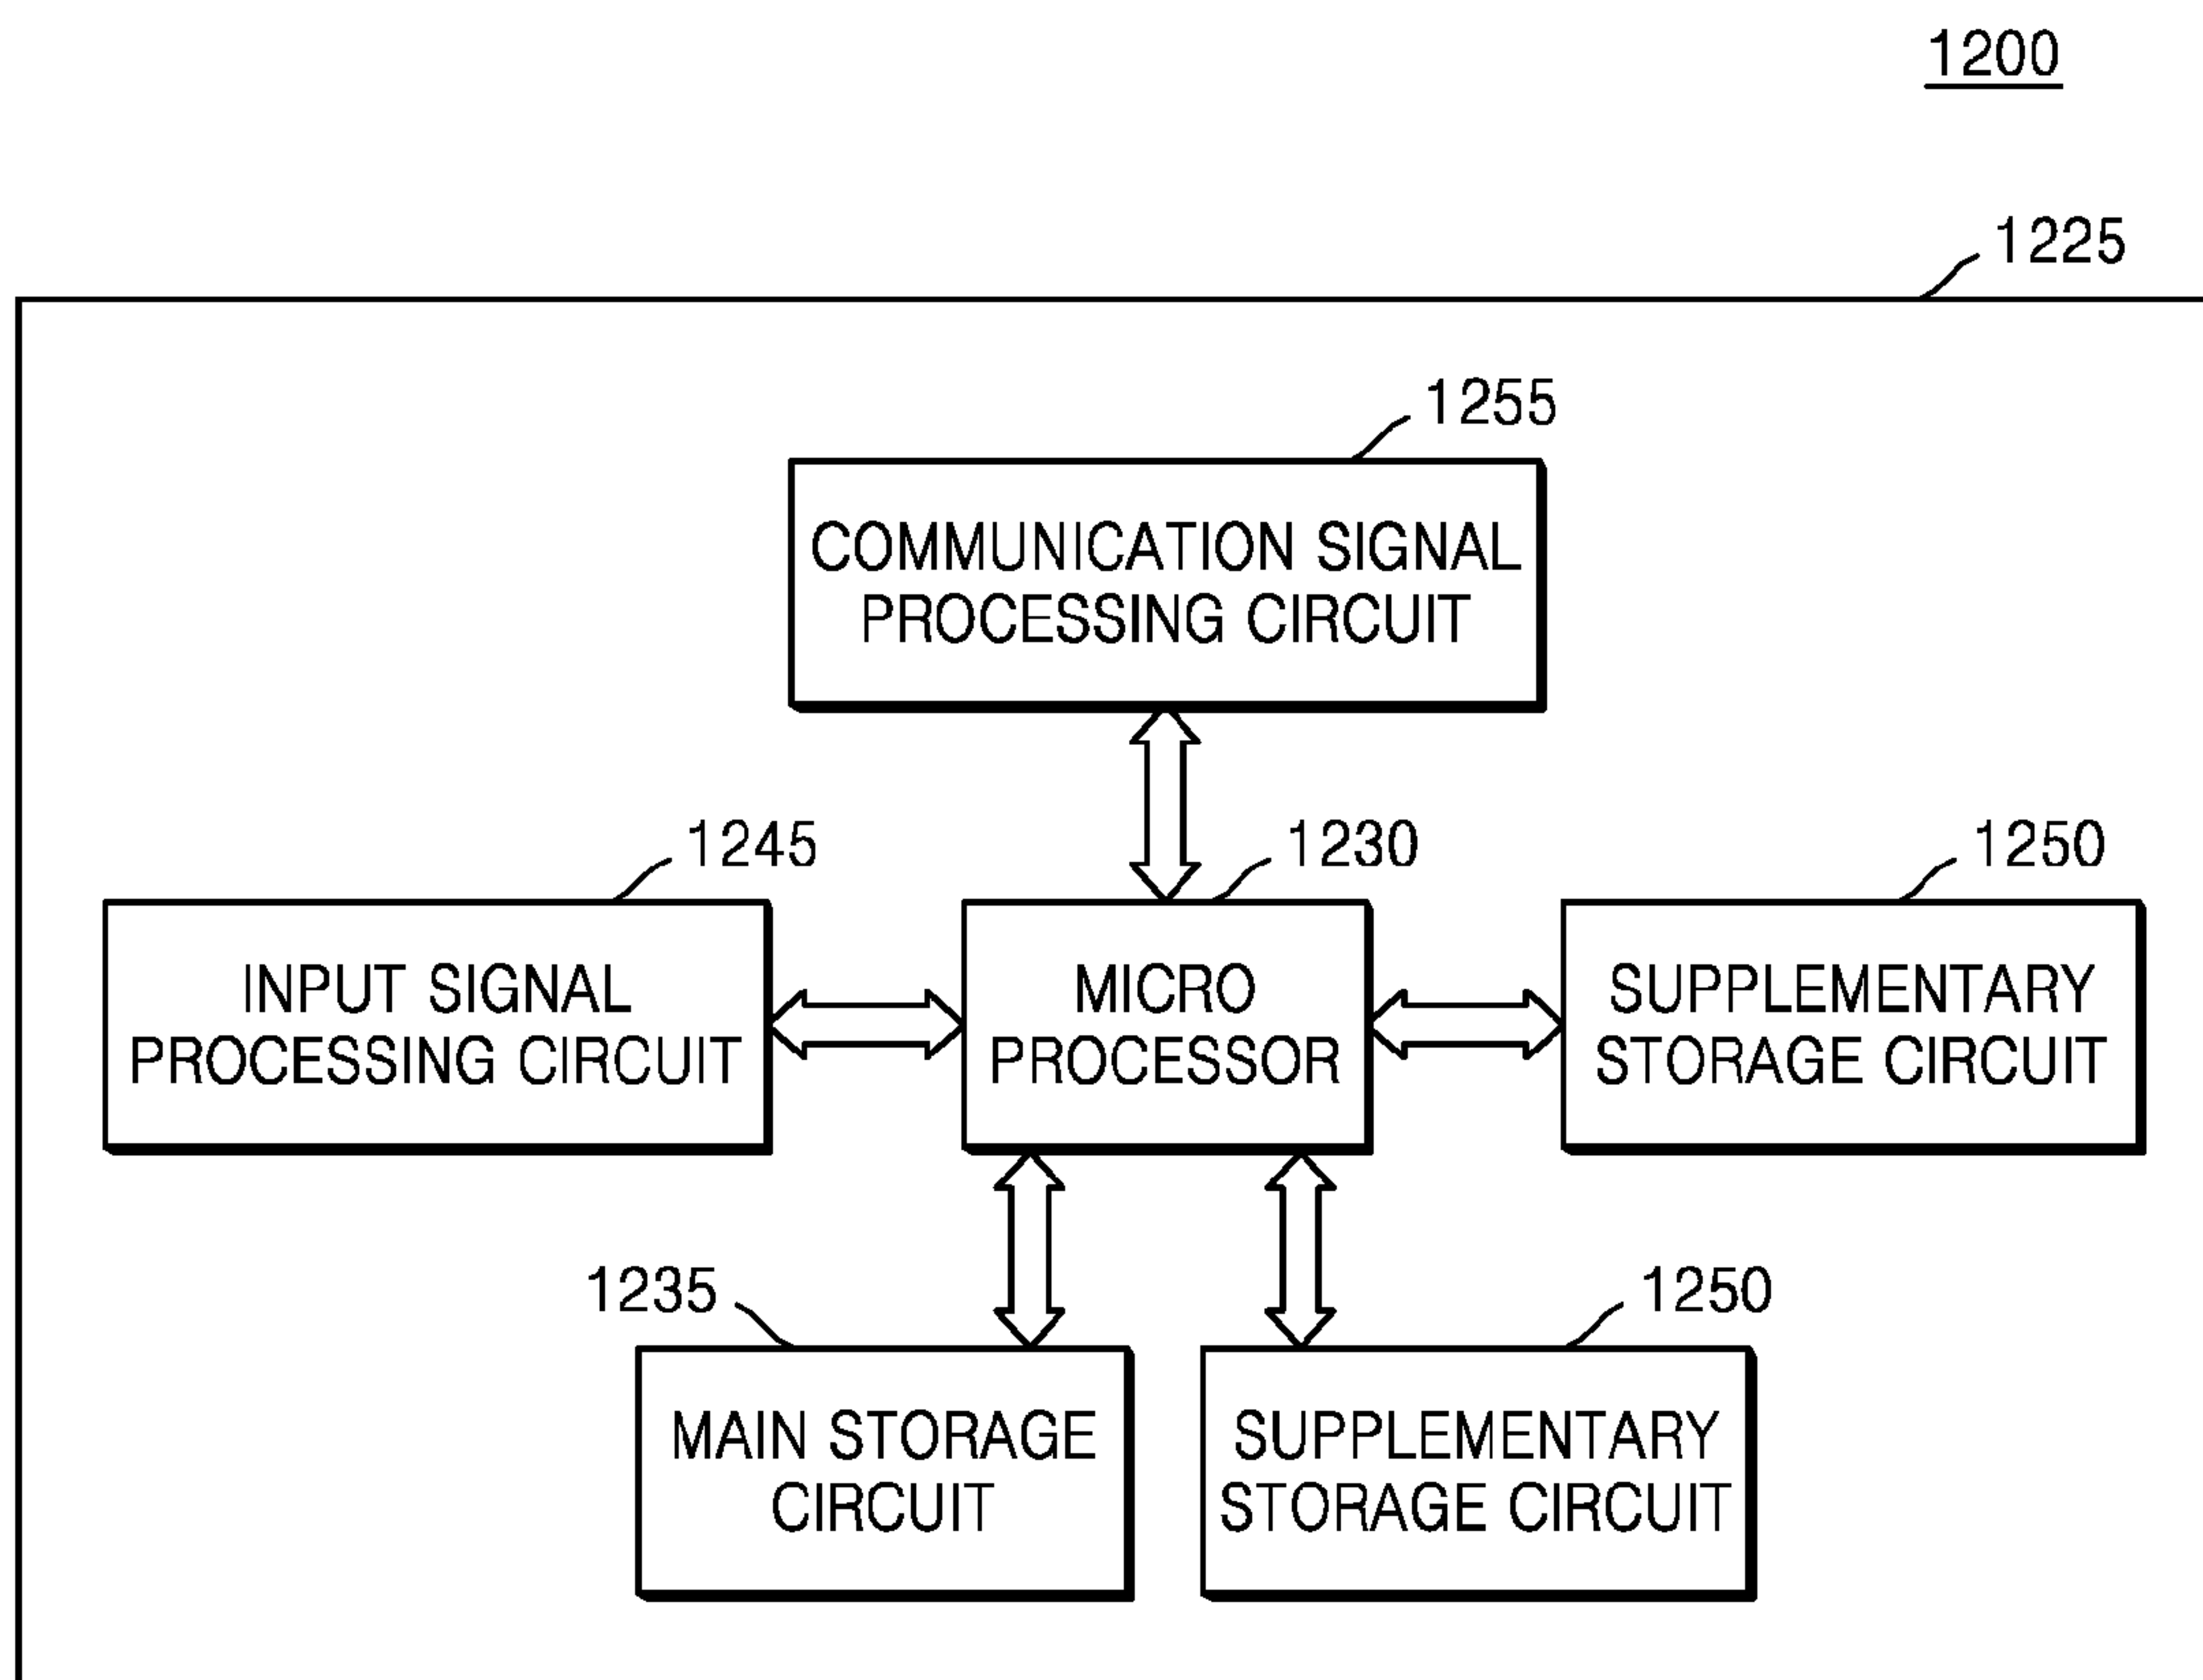 1200
1225
1255
COMMUNICATION SIGNAL
PROCESSING CIRCUIT
1245
1230
1250
INPUT SIGNAL
PROCESSING CIRCUIT
MICRO
PROCESSOR
SUPPLEMENTARY
STORAGE CIRCUIT
1235
1250
MAIN STORAGE
CIRCUIT
SUPPLEMENTARY
STORAGE CIRCUIT